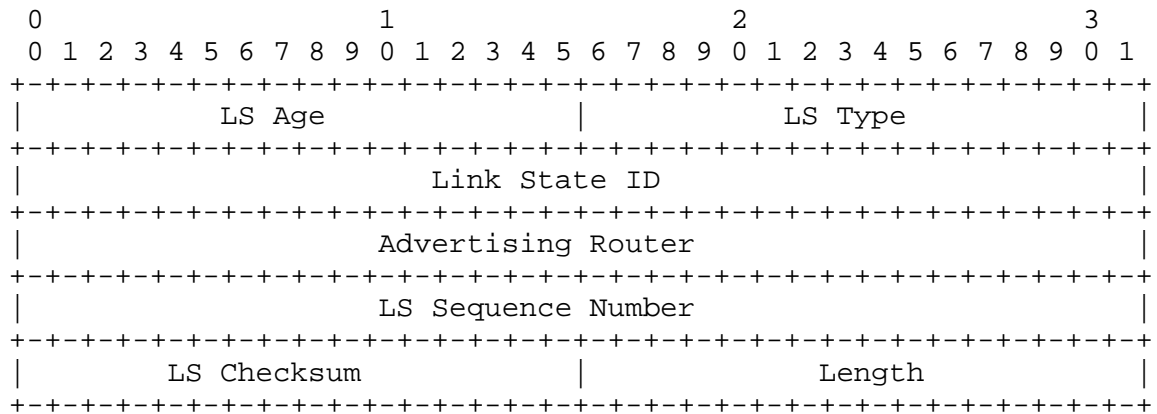 0                   1                   2                   3
0 1 2 3 4 5 6 7 8 9 0 1 2 3 4 5 6 7 8 9 0 1 2 3 4 5 6 7 8 9 0 1
+-+-+-+-+-+-+-+-+-+-+-+-+-+-+-+-+-+-+-+-+-+-+-+-+-+-+-+-+-+-+-+-+
|           LS Age              |           LS Type             |
+-+-+-+-+-+-+-+-+-+-+-+-+-+-+-+-+-+-+-+-+-+-+-+-+-+-+-+-+-+-+-+-+
|                       Link State ID                           |
+-+-+-+-+-+-+-+-+-+-+-+-+-+-+-+-+-+-+-+-+-+-+-+-+-+-+-+-+-+-+-+-+
|                    Advertising Router                         |
+-+-+-+-+-+-+-+-+-+-+-+-+-+-+-+-+-+-+-+-+-+-+-+-+-+-+-+-+-+-+-+-+
|                    LS Sequence Number                         |
+-+-+-+-+-+-+-+-+-+-+-+-+-+-+-+-+-+-+-+-+-+-+-+-+-+-+-+-+-+-+-+-+
|        LS Checksum            |             Length            |
+-+-+-+-+-+-+-+-+-+-+-+-+-+-+-+-+-+-+-+-+-+-+-+-+-+-+-+-+-+-+-+-+